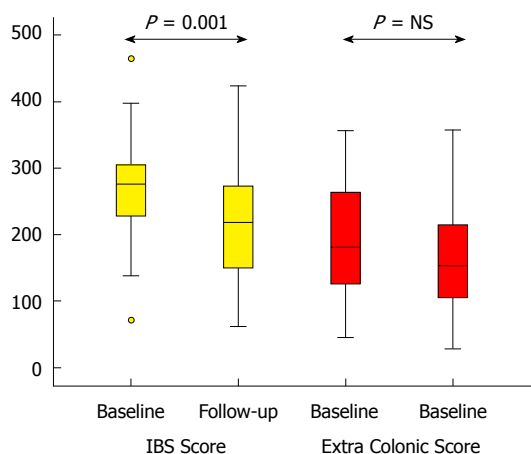 P = 0.001 P = NS
500
400
300
200
100
0
Baseline Follow-up Baseline Baseline
IBS Score Extra Colonic Score